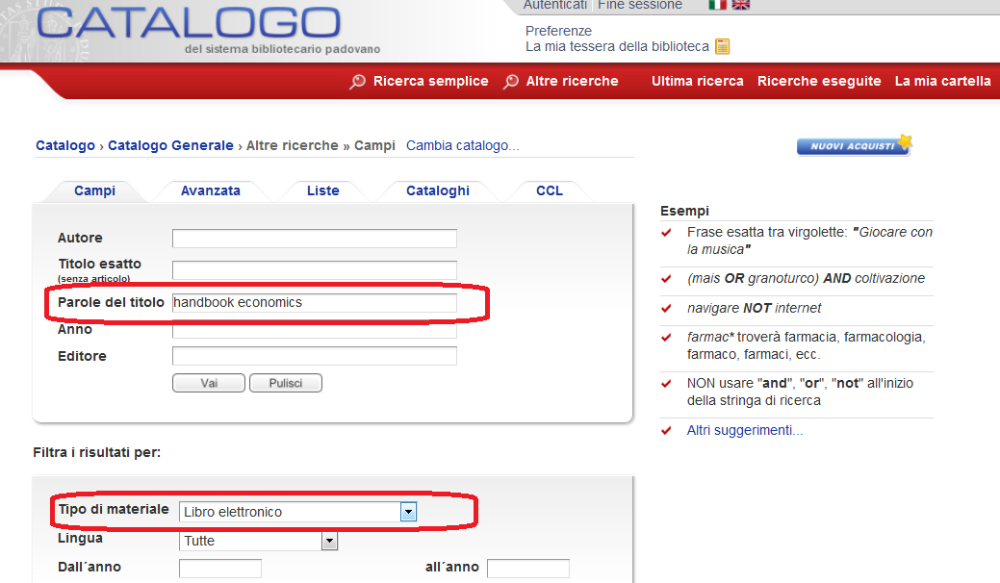 Autenticati | Fine sessione
CATALOGO
del sistema bibliotecario padovano
Preferenze
La mia tessera della biblioteca
Ricerca semplice Altre ricerche Ultima ricerca Ricerche eseguite La mia cartella
Catalogo › Catalogo Generale › Altre ricerche » Campi Cambia catalogo...
NUOVI ACQUISTI
Campi Avanzata Liste Cataloghi CCL
Autore
Titolo esatto
(senza articolo)
Parole del titolo handbook economics
Anno
Editore
Vai Pulisci
Esempi
Frase esatta tra virgolette: "Giocare con
la musica"
(mais OR granoturco) AND coltivazione
navigare NOT internet
farmac* troverà farmacia, farmacologia,
farmaco, farmaci, ecc.
NON usare "and", "or", "not" all'inizio
della stringa di ricerca
Altri suggerimenti...
Filtra i risultati per:
Tipo di materiale Libro elettronico
Lingua Tutte
Dall´anno all´anno